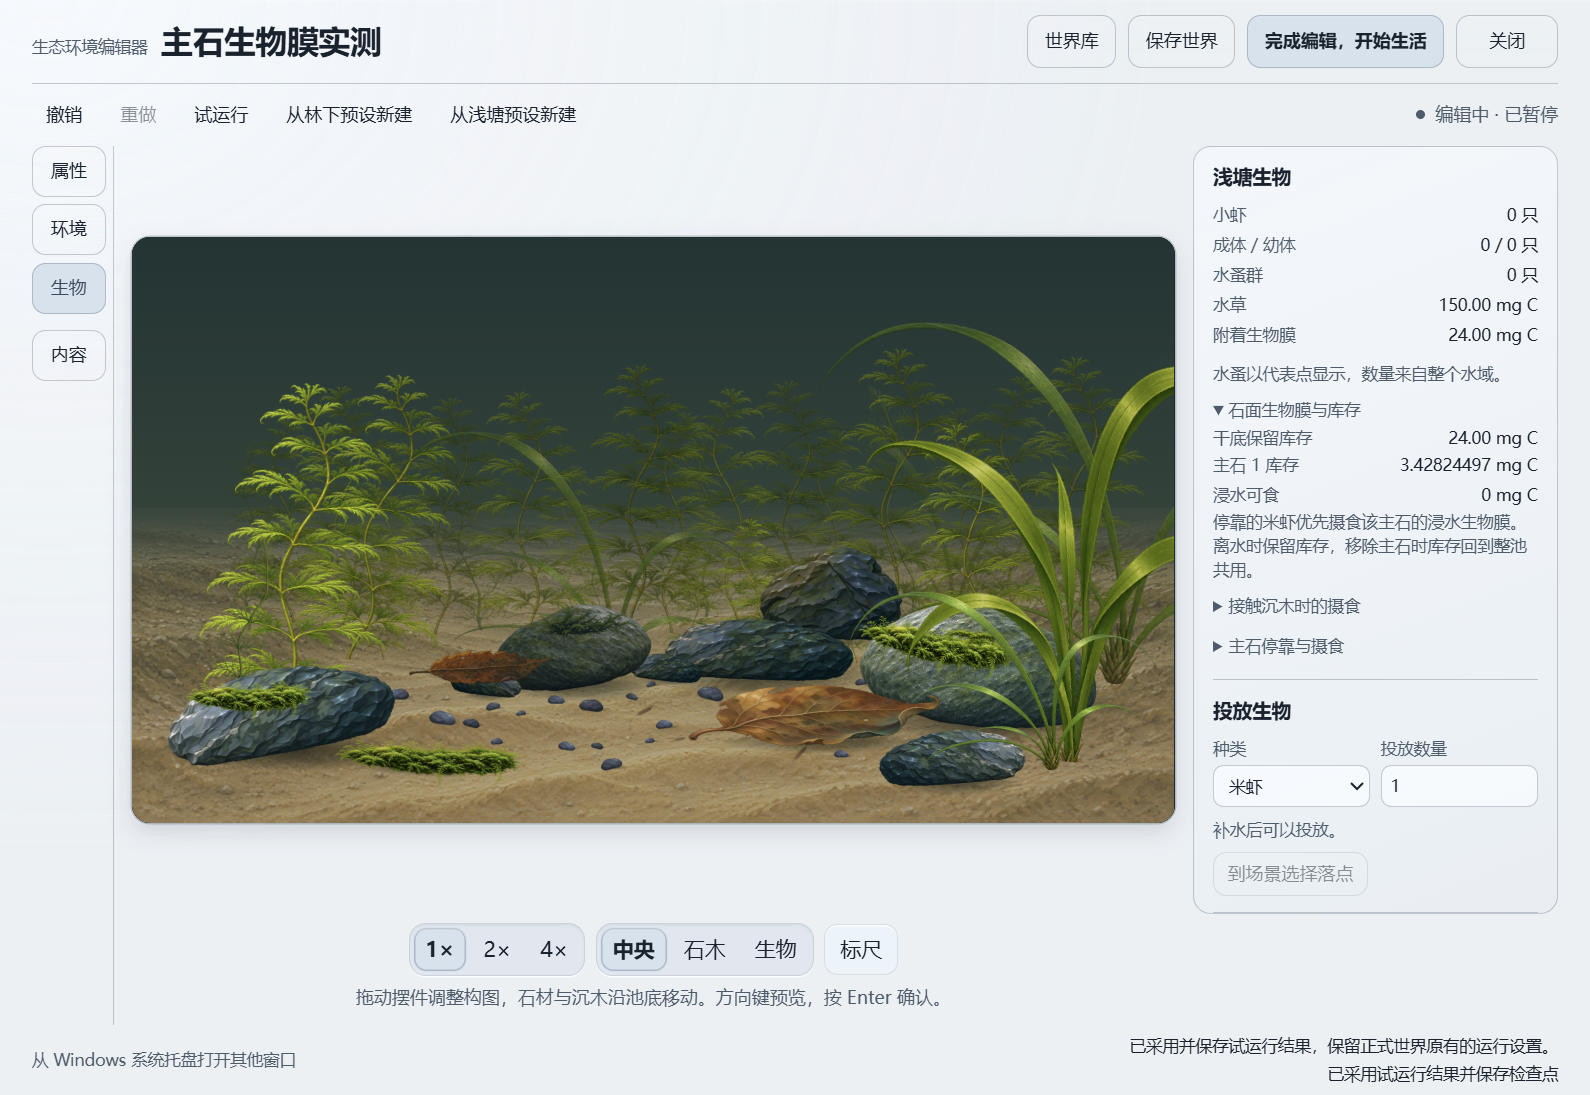 生态环境编辑器 主石生物膜实测
世界库 保存世界 完成编辑，开始生活 关闭
撤销 重做 试运行 从林下预设新建 从浅塘预设新建
编辑中 · 已暂停
属性
环境
生物
内容
浅塘生物
小虾 0 只
成体 / 幼体 0 / 0 只
水蚤群 0 只
水草 150.00 mg C
附着生物膜 24.00 mg C
水蚤以代表点显示，数量来自整个水域。
▼ 石面生物膜与库存
干底保留库存 24.00 mg C
主石 1 库存 3.42824497 mg C
浸水可食 0 mg C
停靠的米虾优先摄食该主石的浸水生物膜。
离水时保留库存，移除主石时库存回到整池
共用。
▶ 接触沉木时的摄食
▶ 主石停靠与摄食
投放生物
种类 投放数量
米虾 1
补水后可以投放。
到场景选择落点
1× 2× 4× 中央 石木 生物 标尺
拖动摆件调整构图，石材与沉木沿池底移动。方向键预览，按 Enter 确认。
从 Windows 系统托盘打开其他窗口
已采用并保存试运行结果，保留正式世界原有的运行设置。
已采用试运行结果并保存检查点